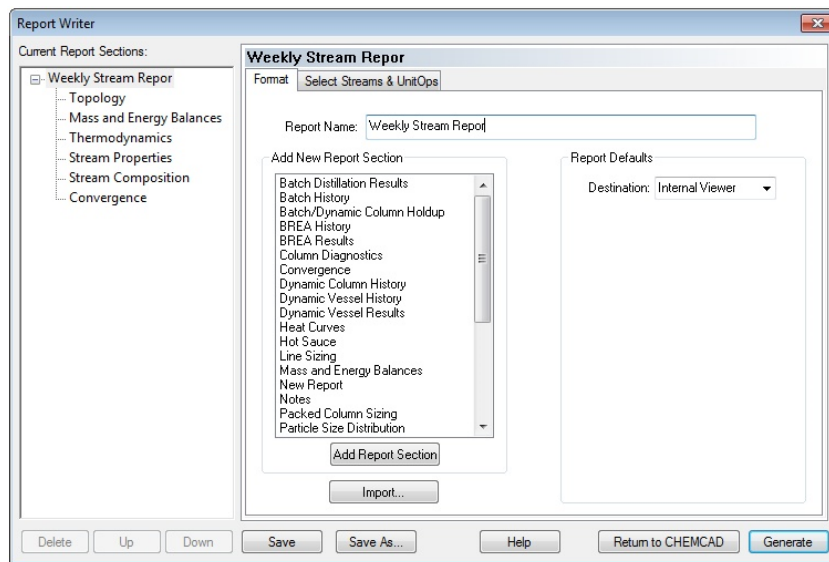 Report Writer
Current Report Sections:
Weekly Stream Repor
Topology
Mass and Energy Balances
Thermodynamics
Stream Properties
Stream Composition
Convergence
Weekly Stream Repor
Format
Select Streams & UnitOps
Report Name: Weekly Stream Repor
Add New Report Section
Batch Distillation Results
Batch History
Batch/Dynamic Column Holdup
BREA History
BREA Results
Column Diagnostics
Convergence
Dynamic Column History
Dynamic Vessel History
Dynamic Vessel Results
Heat Curves
Hot Sauce
Line Sizing
Mass and Energy Balances
New Report
Notes
Packed Column Sizing
Particle Size Distribution
Add Report Section
Import...
Report Defaults
Destination: Internal Viewer
Delete Up Down Save Save As... Help Return to CHEMCAD Generate